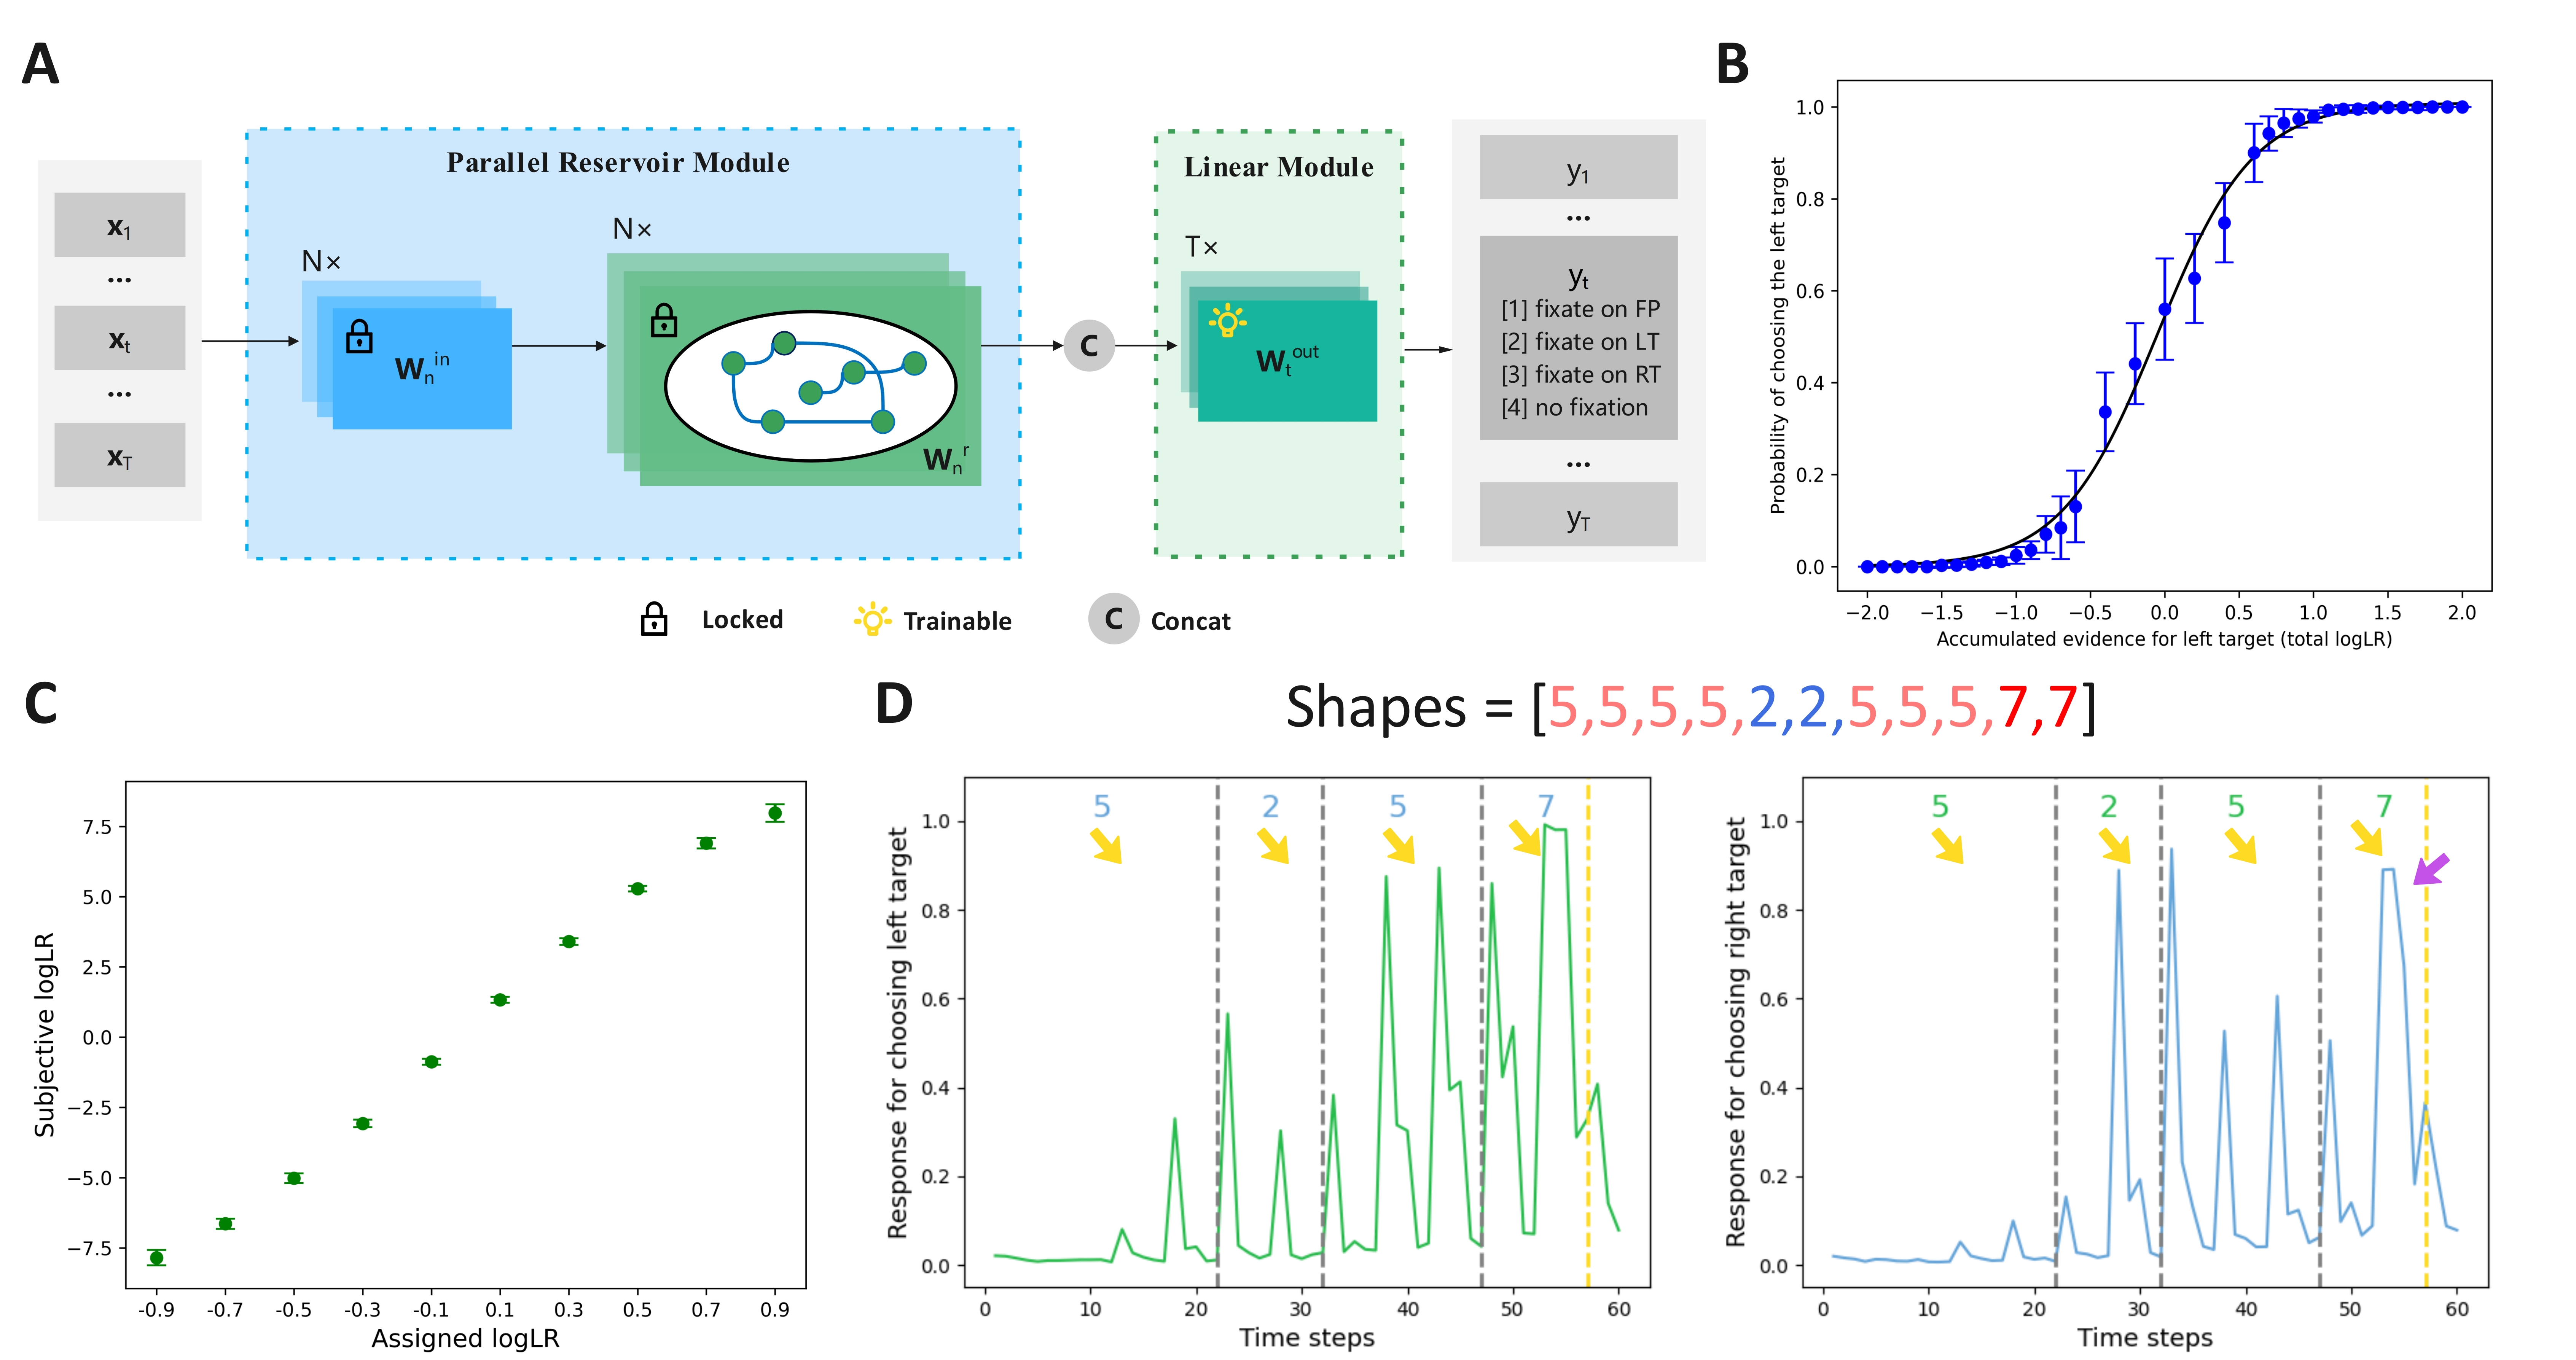 A
x1
...
xt
...
xT
Parallel Reservoir Module
N×
Wn^in
N×
Wn^r
C
Linear Module
T×
Wt^out
y1
...
yt
[1] fixate on FP
[2] fixate on LT
[3] fixate on RT
[4] no fixation
...
yT
Locked
Trainable
C Concat
B
Probability of choosing the left target
1.0
0.8
0.6
0.4
0.2
0.0
−2.0 −1.5 −1.0 −0.5 0.0 0.5 1.0 1.5 2.0
Accumulated evidence for left target (total logLR)
C
Subjective logLR
7.5
5.0
2.5
0.0
−2.5
−5.0
−7.5
-0.9 -0.7 -0.5 -0.3 -0.1 0.1 0.3 0.5 0.7 0.9
Assigned logLR
D
Shapes = [5,5,5,5,2,2,5,5,5,7,7]
Response for choosing left target
5 2 5 7
1.0
0.8
0.6
0.4
0.2
0.0
0 10 20 30 40 50 60
Time steps
Response for choosing right target
5 2 5 7
1.0
0.8
0.6
0.4
0.2
0.0
0 10 20 30 40 50 60
Time steps